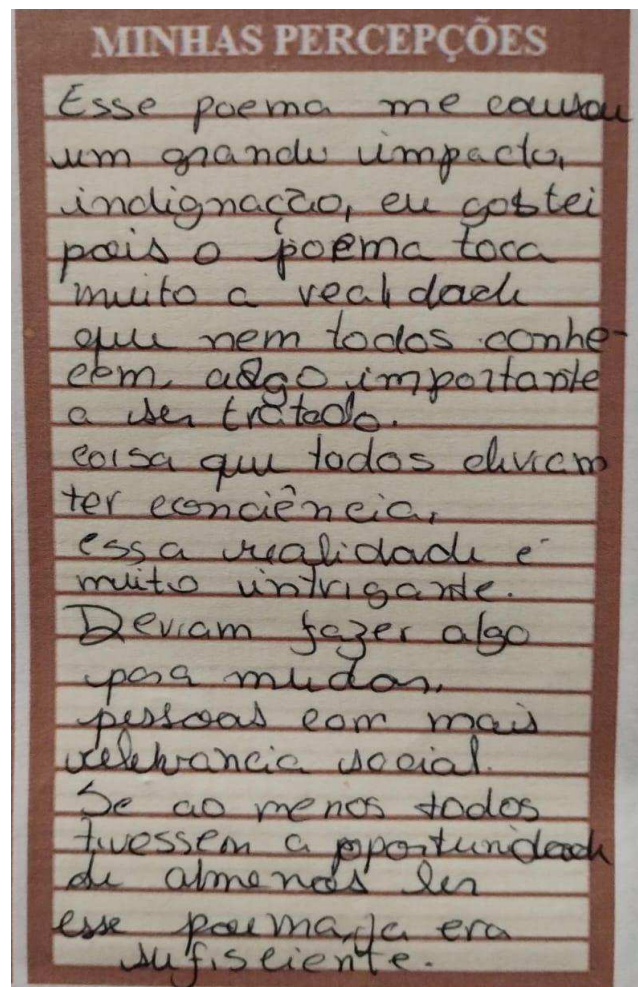 MINHAS PERCEPÇÕES
Esse poema me causou
um grande impacto,
indignação, eu gostei
pois o poema toca
muito a realidade
que nem todos conhe-
cem, algo importante
a ser tratado.
coisa que todos deviam
ter conciência,
essa realidade é
muito intrigante.
Deviam fazer algo
para mudar,
pessoas com mais
relevancia social.
Se ao menos todos
tivessem a oportunidade
de almenos ler
esse poema, ja era
sufisciente.